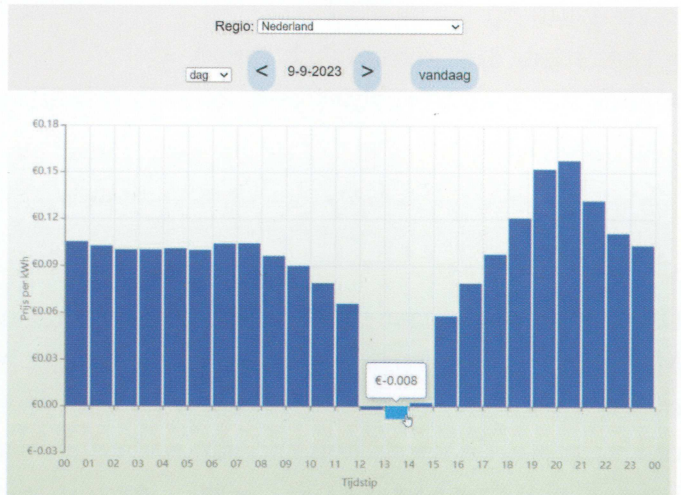 Regio: Nederland
dag < 9-9-2023 > vandaag
€0.18
€0.15
€0.12
€0.09
€0.06
€0.03
€0.00
€-0.03
Prijs per kWh
€-0.008
00 01 02 03 04 05 06 07 08 09 10 11 12 13 14 15 16 17 18 19 20 21 22 23 00
Tijdstip